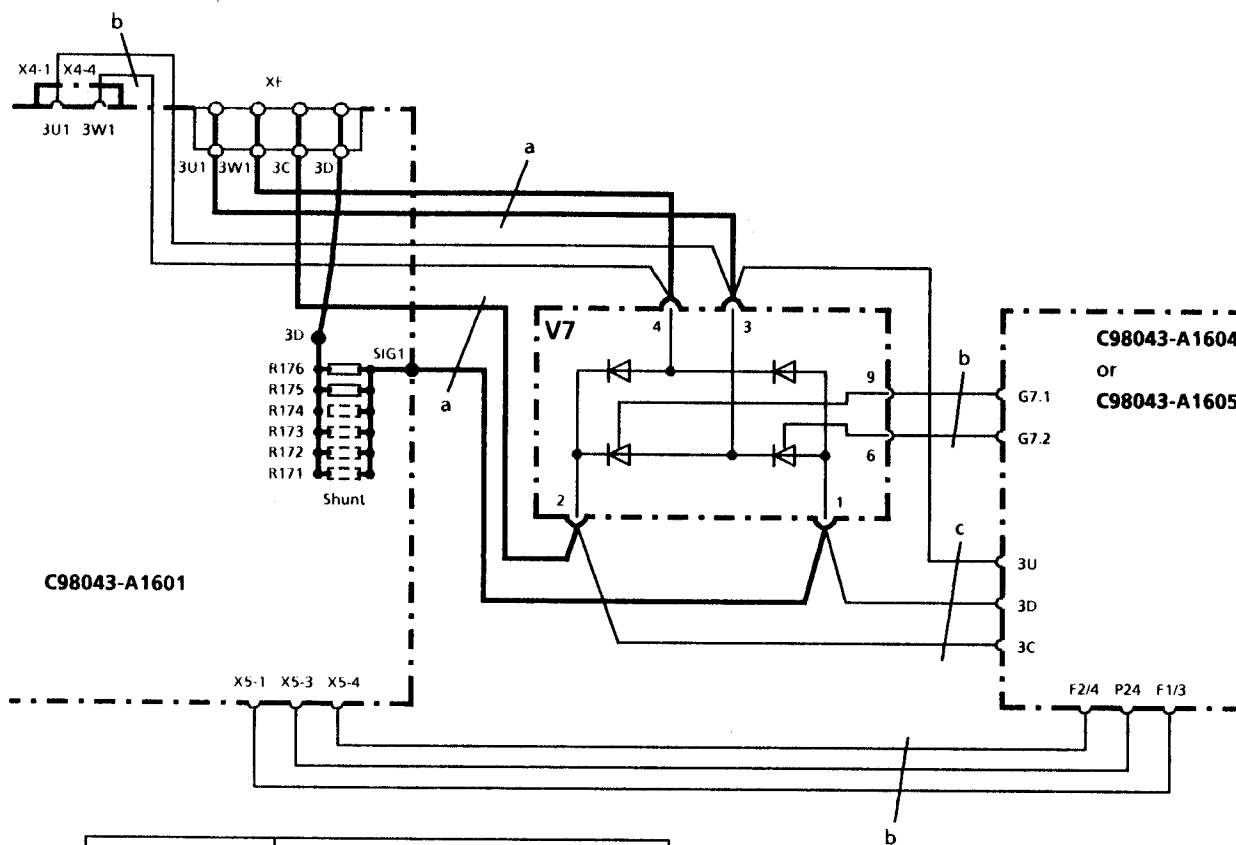 b
X4-1 X4-4
XF
3U1 3W1
3U1 3W1 3C 3D
a
3D
SIG1
R176
R175
R174
R173
R172
R171
Shunt
a
V7
4 3
9
6
2 1
b
C98043-A1604
or
C98043-A1605
G7.1
G7.2
c
3U
3D
3C
C98043-A1601
X5-1 X5-3 X5-4
F2/4 P24 F1/3
b